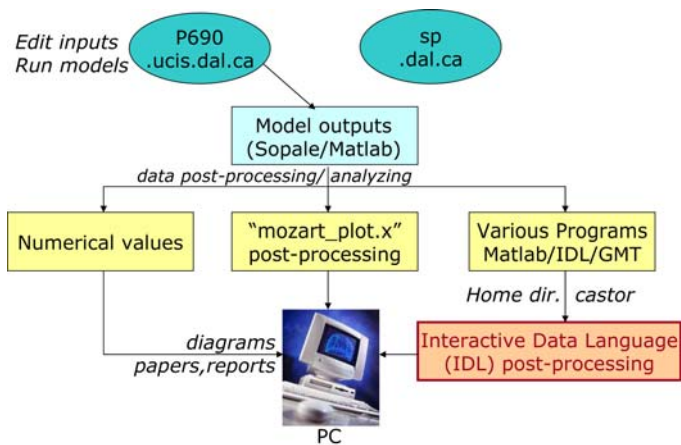 Edit inputs
Run models
P690
.ucis.dal.ca
sp
.dal.ca
Model outputs
(Sopale/Matlab)
data post-processing/ analyzing
Numerical values
“mozart_plot.x”
post-processing
Various Programs
Matlab/IDL/GMT
Home dir. castor
diagrams
papers,reports
Interactive Data Language
(IDL) post-processing
PC